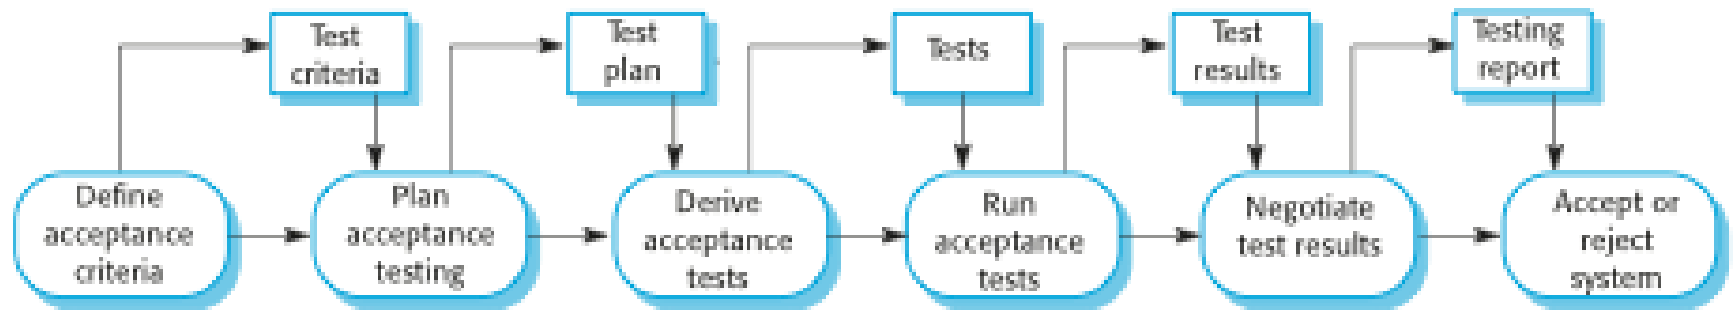 Test
criteria
Test
plan
Tests
Test
results
Testing
report
Define
acceptance
criteria
Plan
acceptance
testing
Derive
acceptance
tests
Run
acceptance
tests
Negotiate
test results
Accept or
reject
system